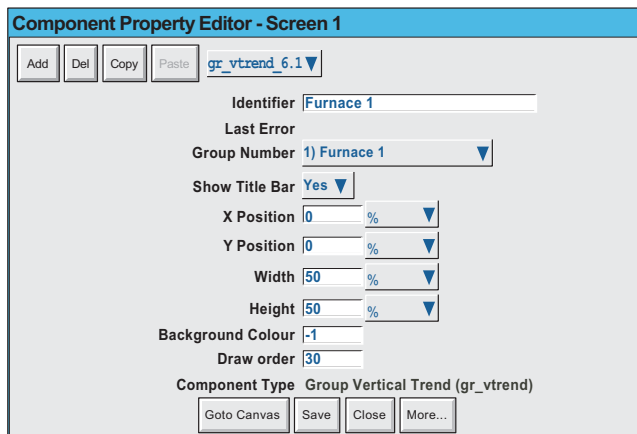 Component Property Editor - Screen 1
Add Del Copy Paste gr_vtrend_6.1
Identifier Furnace 1
Last Error
Group Number 1) Furnace 1
Show Title Bar Yes
X Position 0 %
Y Position 0 %
Width 50 %
Height 50 %
Background Colour -1
Draw order 30
Component Type Group Vertical Trend (gr_vtrend)
Goto Canvas Save Close More...